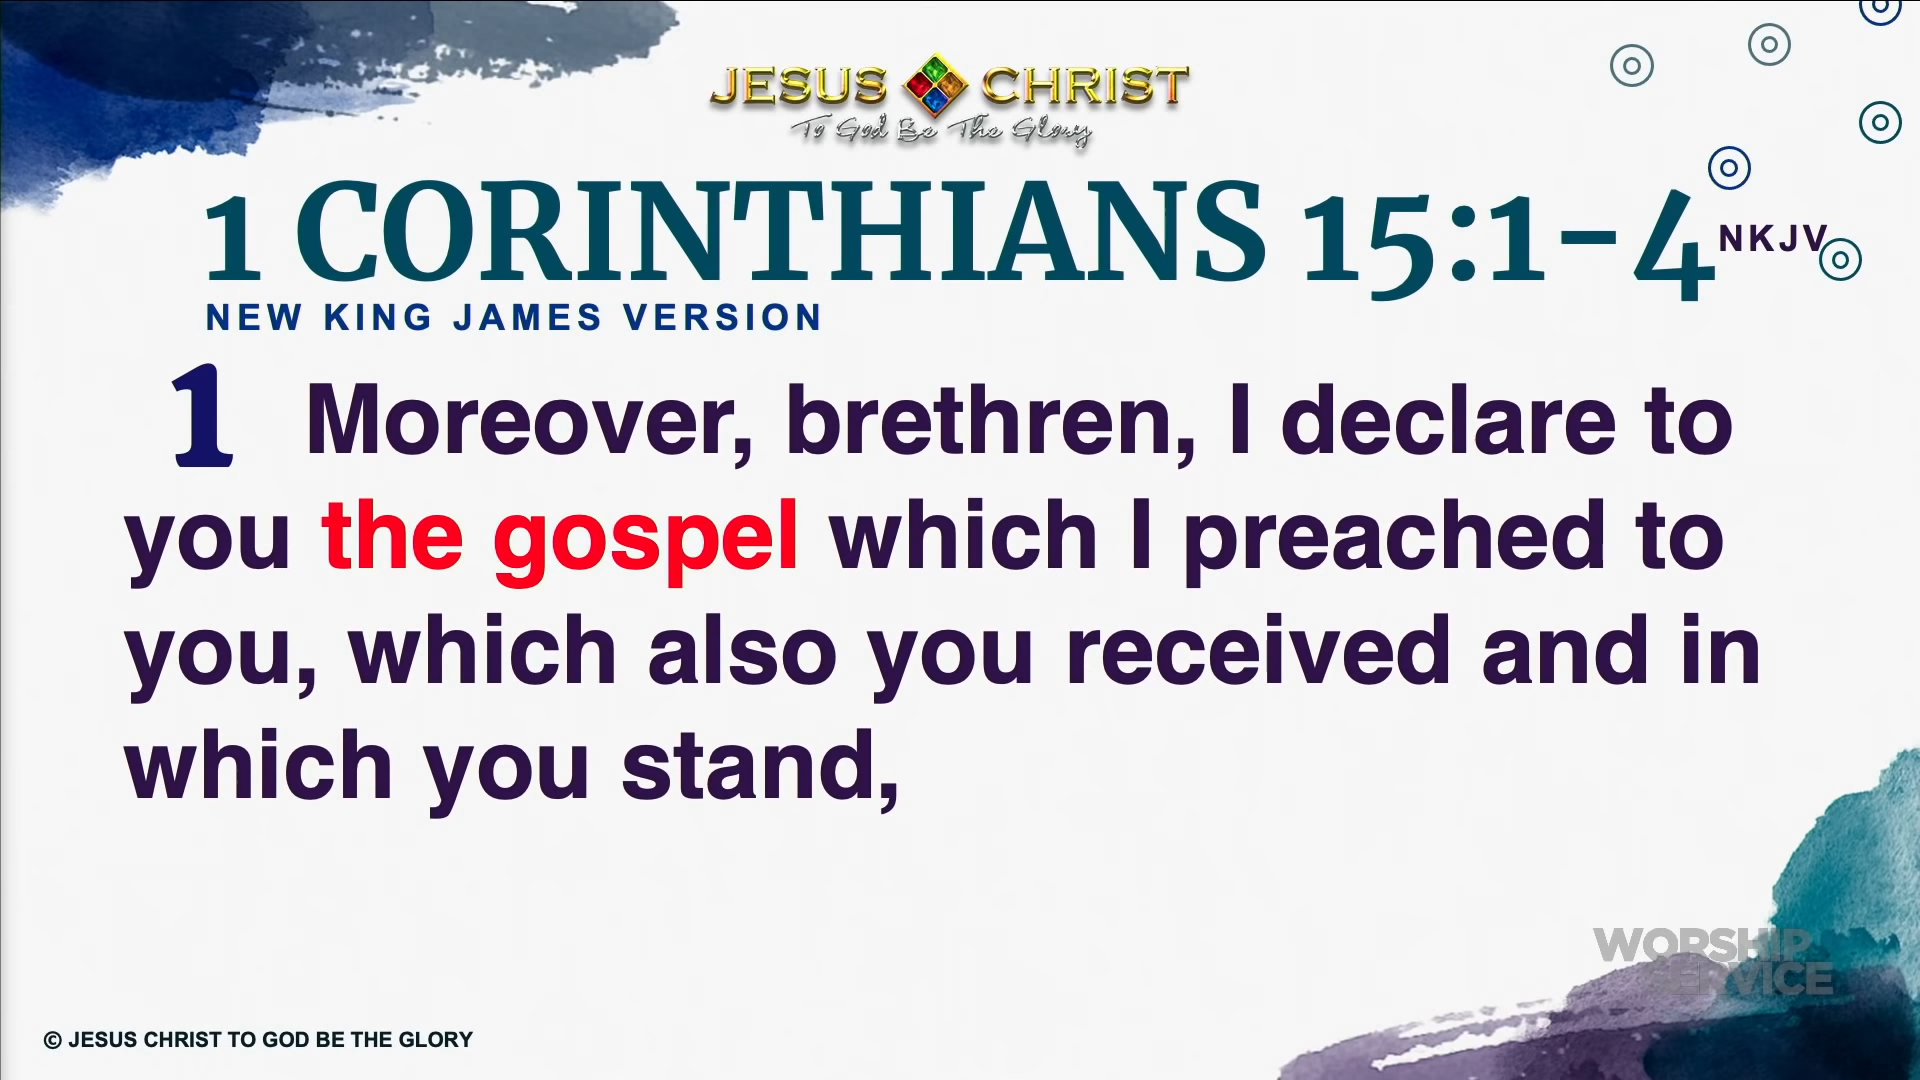 JESUS CHRIST
To God Be The Glory
1 CORINTHIANS 15:1-4 NKJV
NEW KING JAMES VERSION
1 Moreover, brethren, I declare to
you the gospel which I preached to
you, which also you received and in
which you stand,
WORSHIP
SERVICE
© JESUS CHRIST TO GOD BE THE GLORY